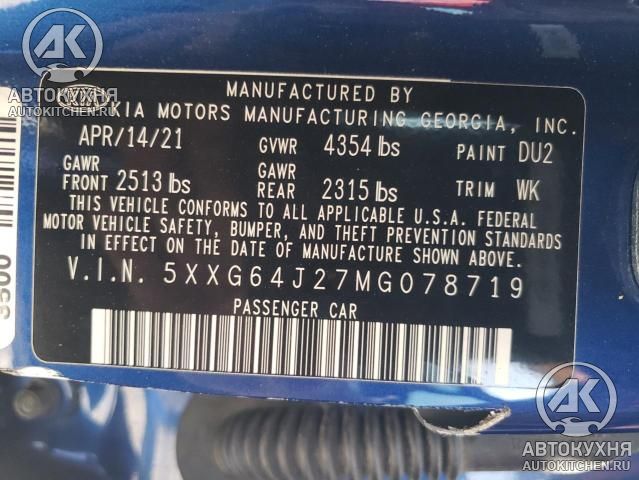 АВТОКУХНЯ
AUTOKITCHEN.RU
MANUFACTURED BY
KIA MOTORS MANUFACTURING GEORGIA, INC.
APR/14/21 GVWR 4354 lbs PAINT DU2
GAWR FRONT 2513 lbs GAWR REAR 2315 lbs TRIM WK
THIS VEHICLE CONFORMS TO ALL APPLICABLE U.S.A. FEDERAL
MOTOR VEHICLE SAFETY, BUMPER, AND THEFT PREVENTION STANDARDS
IN EFFECT ON THE DATE OF MANUFACTURE SHOWN ABOVE.
V.I.N. 5XXG64J27MG078719
PASSENGER CAR
АК
АВТОКУХНЯ
AUTOKITCHEN.RU